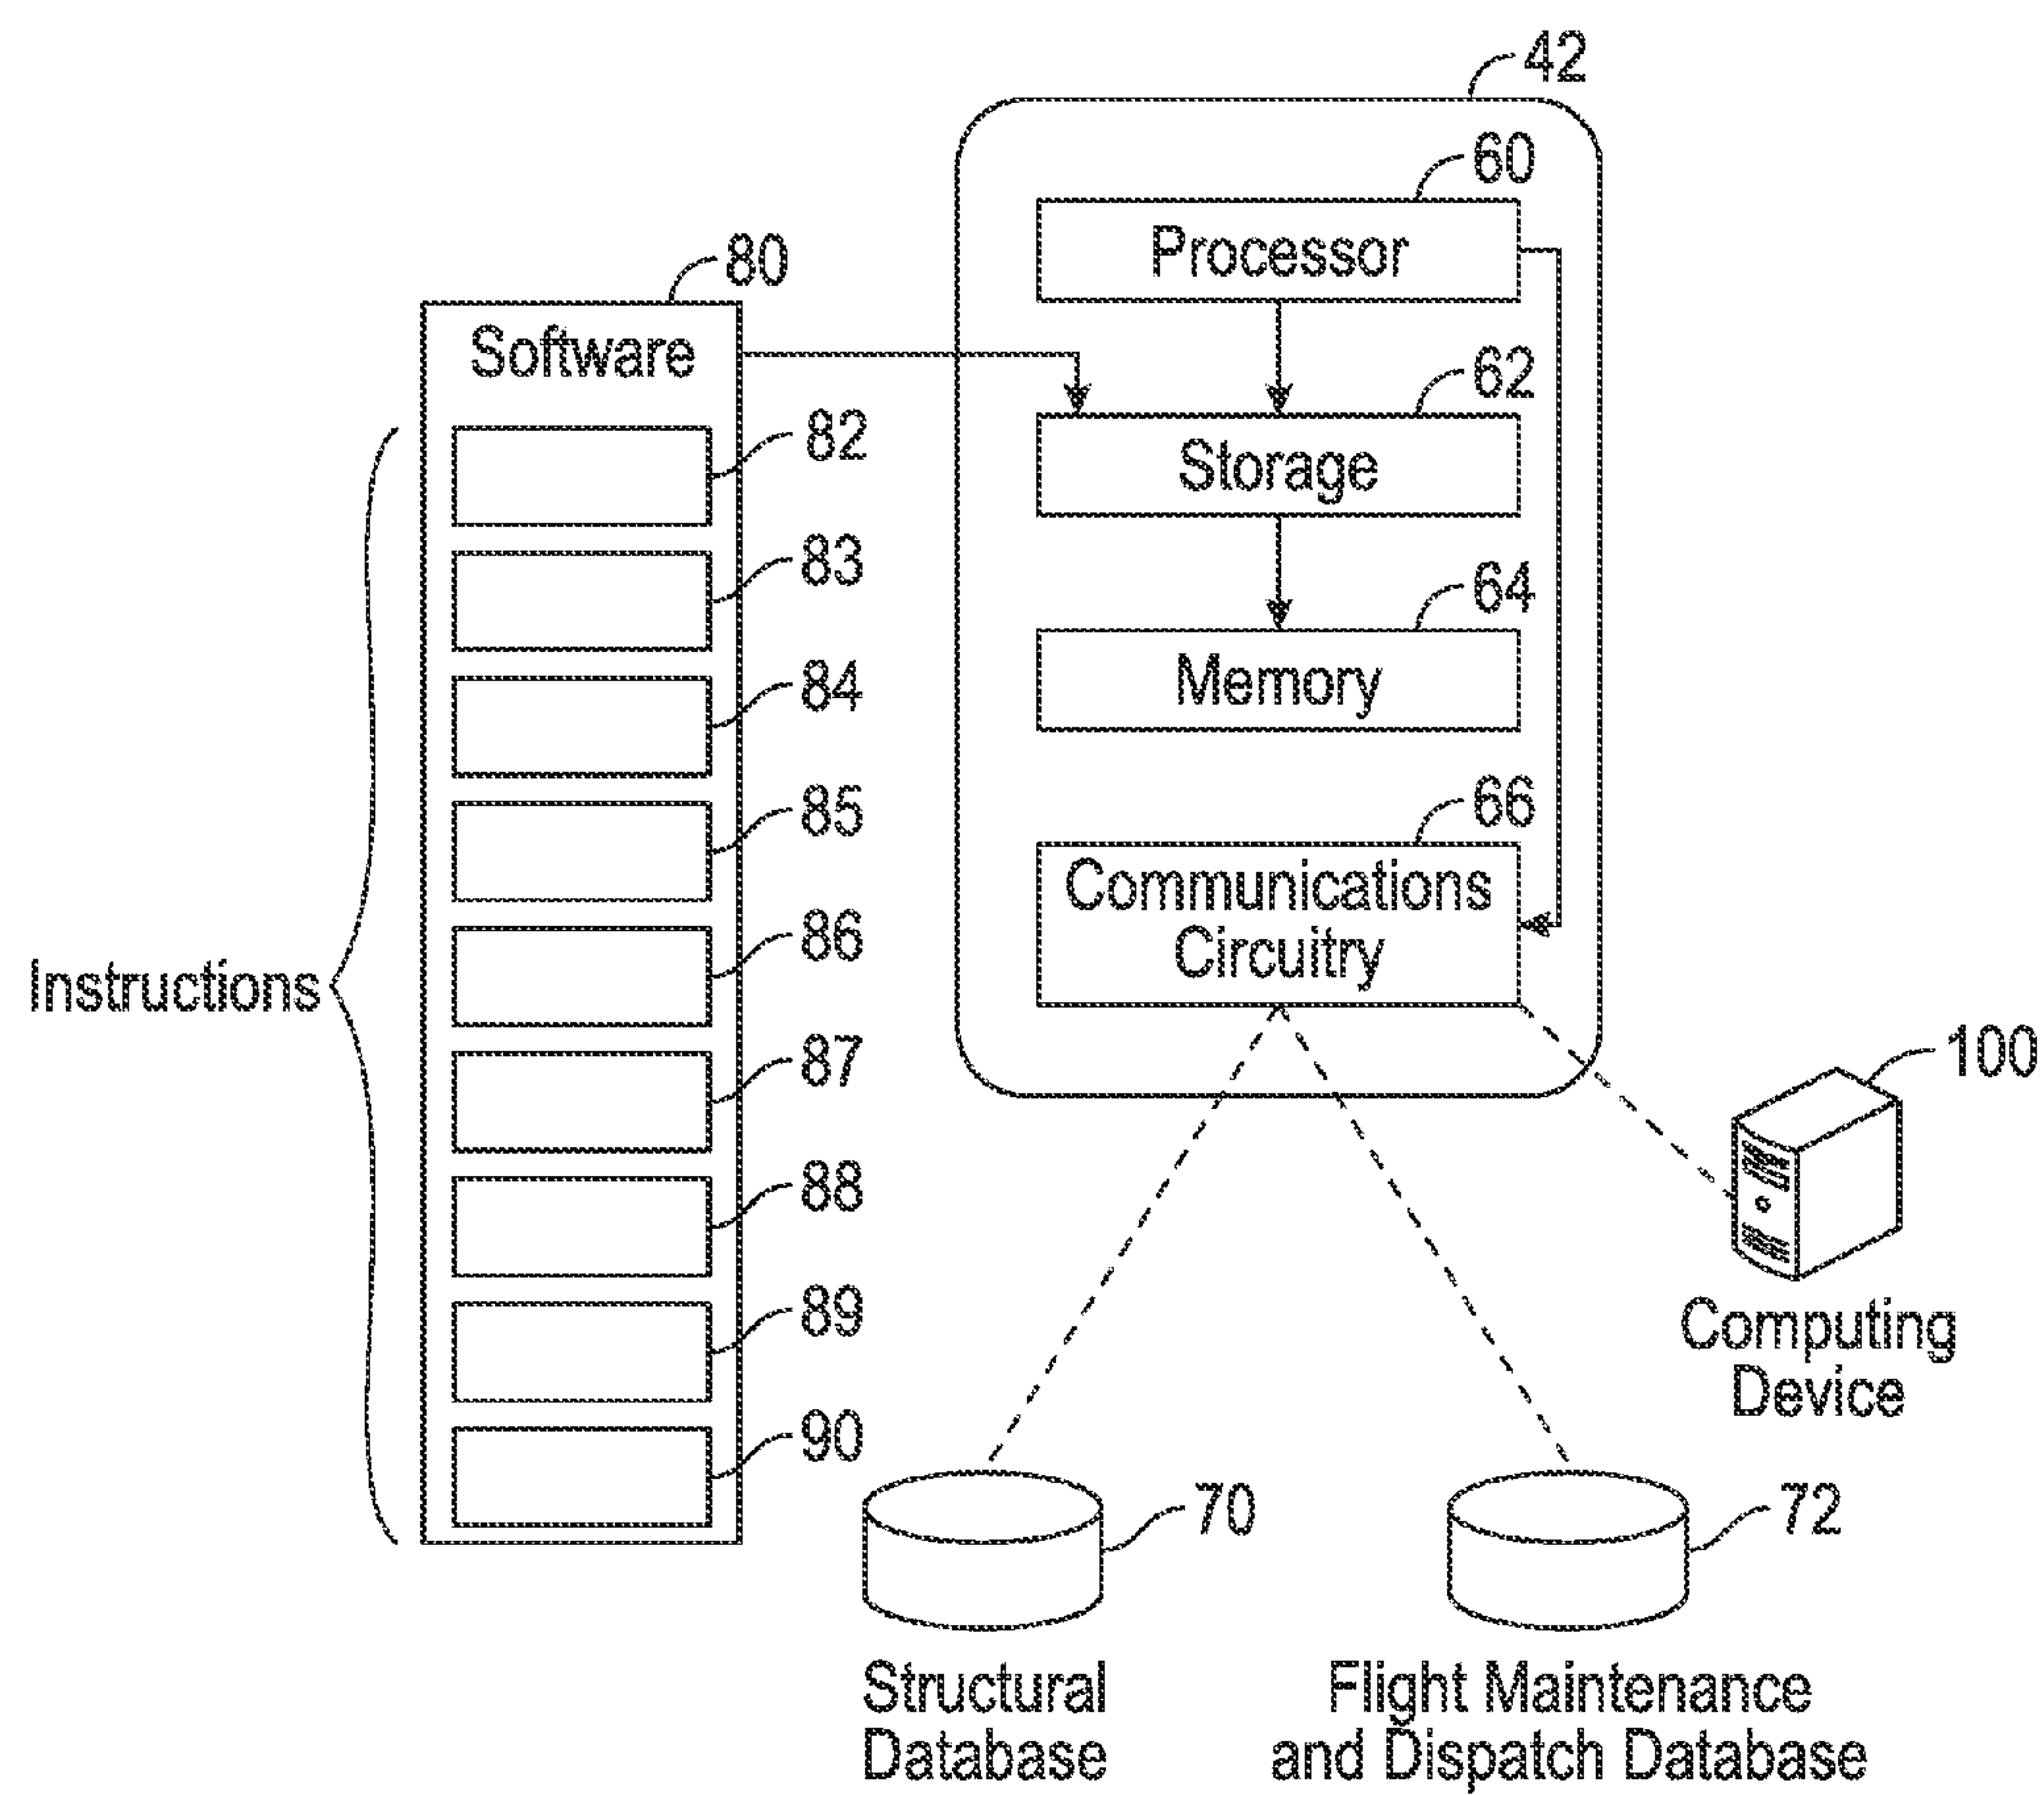 42
60
Processor
80
Software
62
Storage
82
83
64
Memory
84
85
66
Communications
Circuitry
86
Instructions
87
100
88
89
Computing
Device
90
70
72
Structural
Database
Flight Maintenance
and Dispatch Database